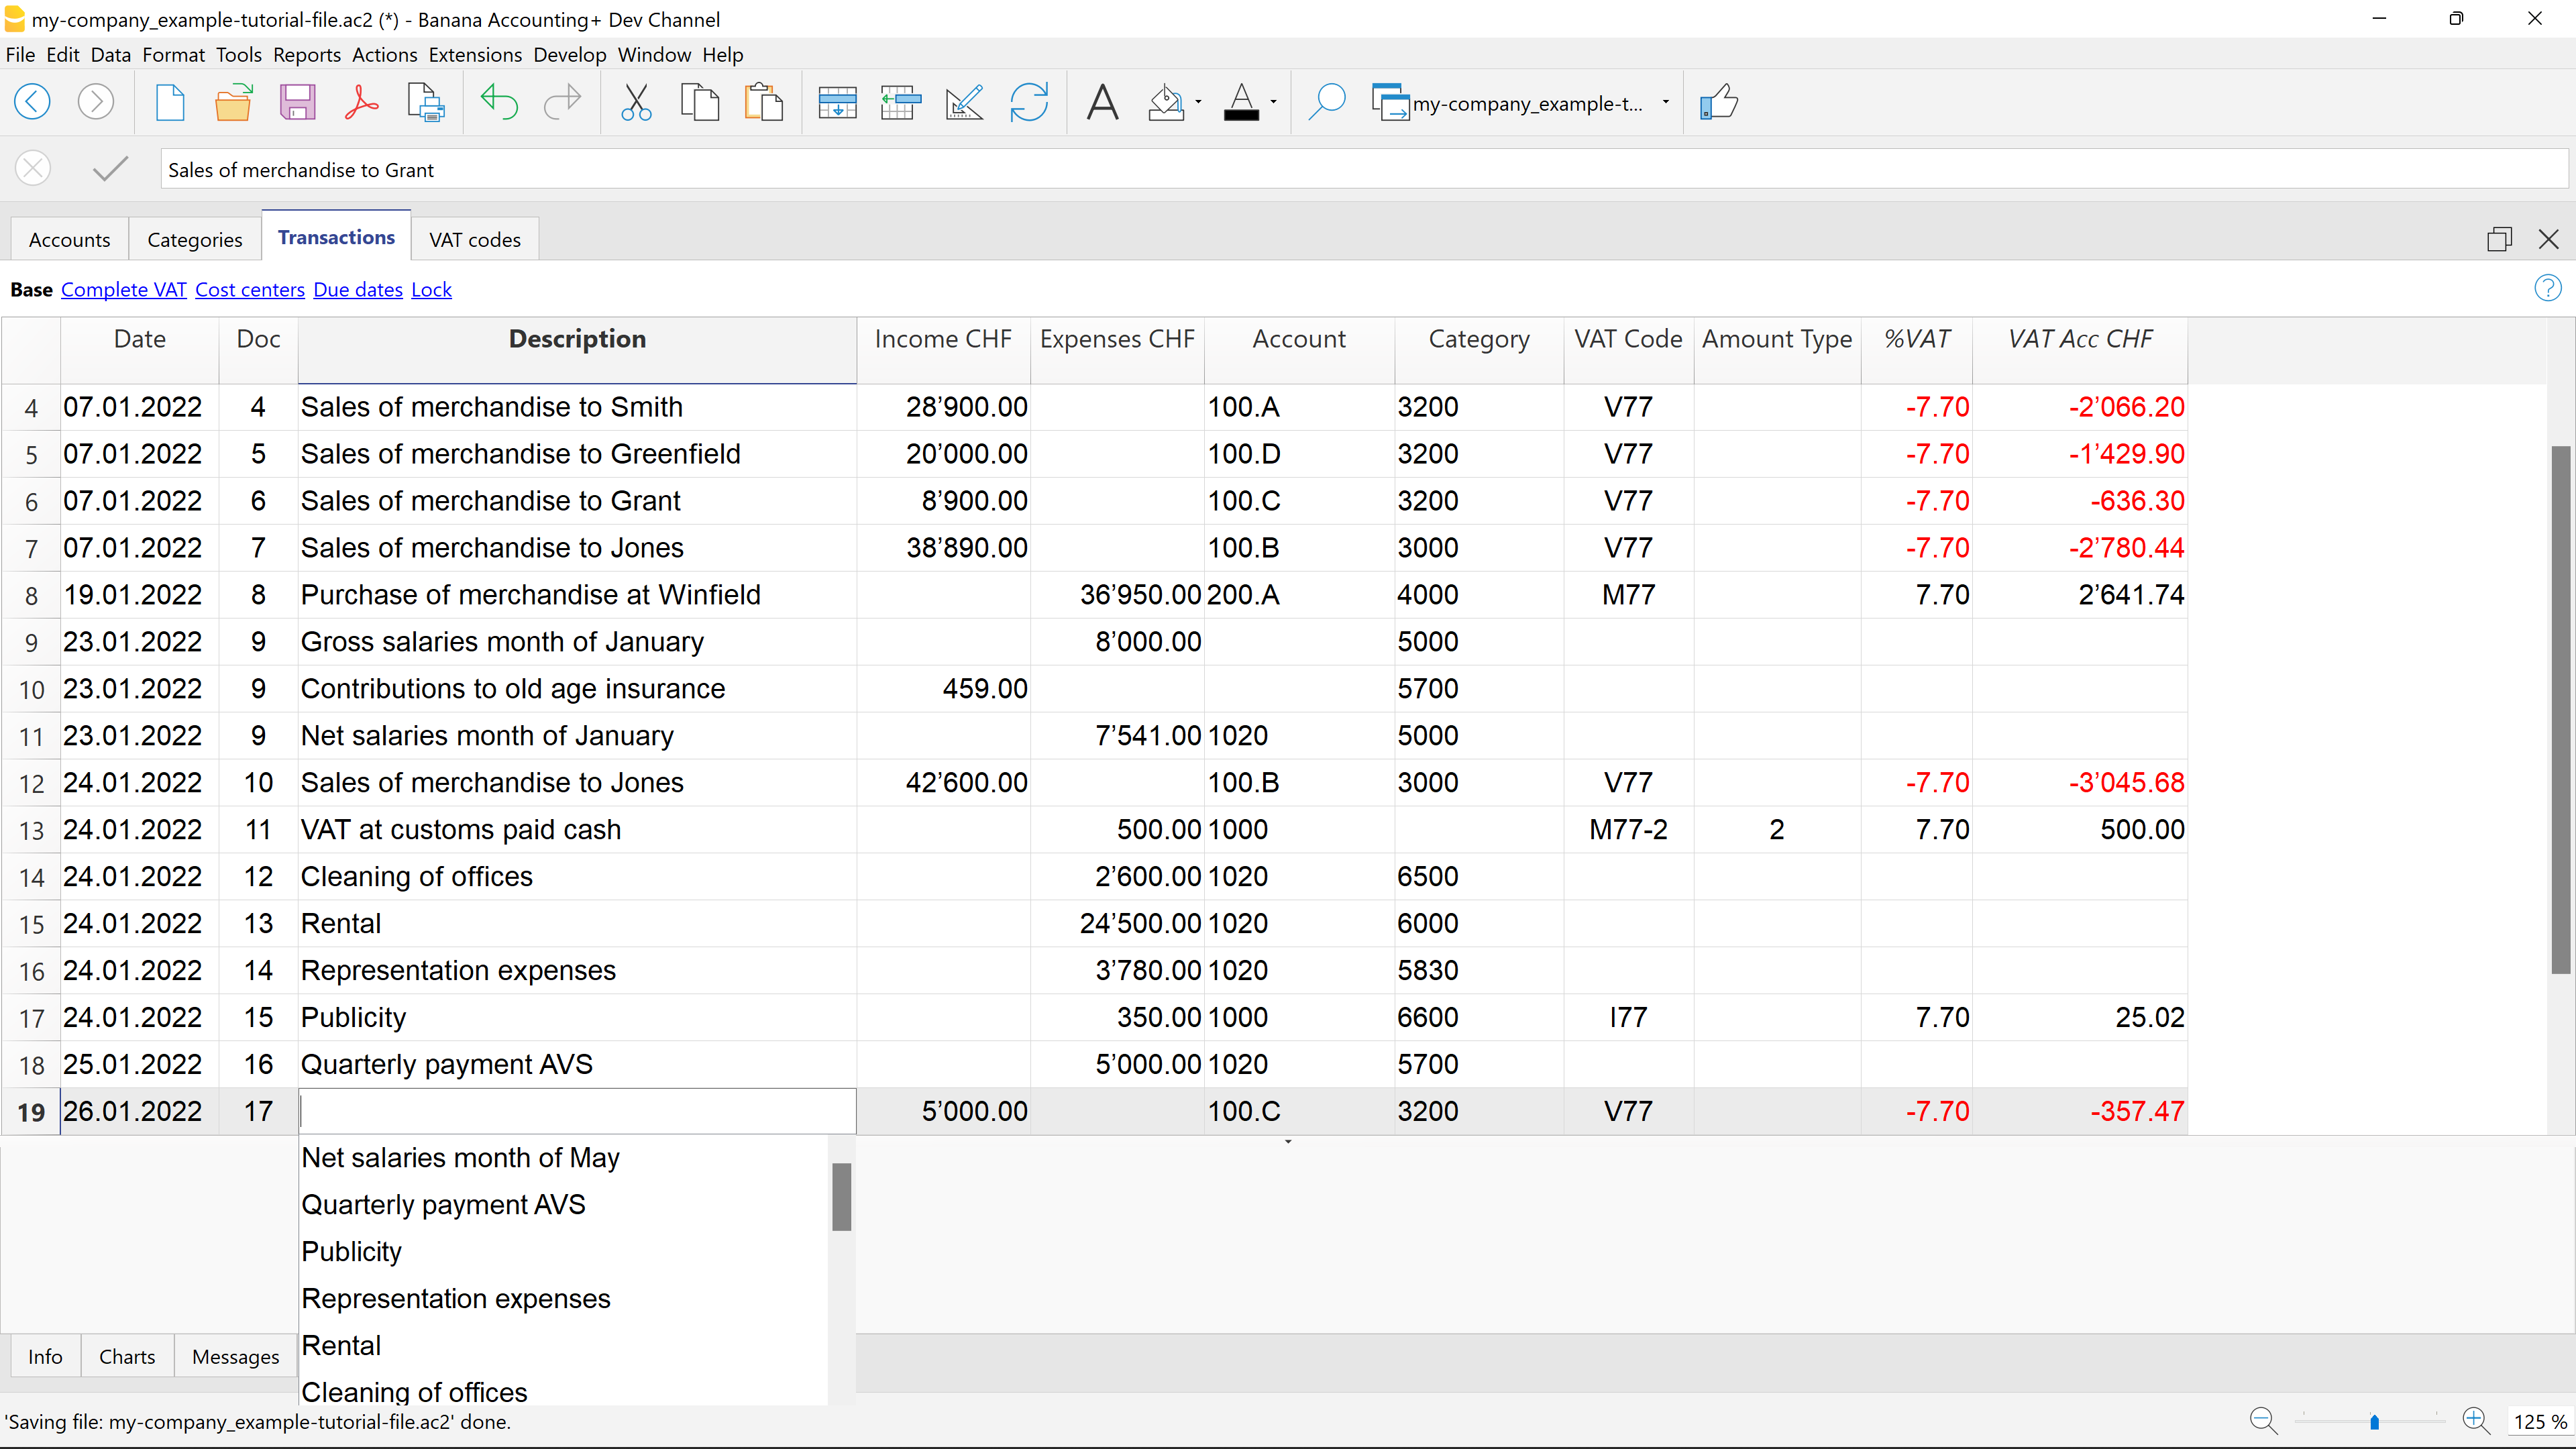 my-company_example-tutorial-file.ac2 (*) - Banana Accounting+ Dev Channel
File Edit Data Format Tools Reports Actions Extensions Develop Window Help
my-company_example-t...
Sales of merchandise to Grant
Accounts Categories Transactions VAT codes
Base Complete VAT Cost centers Due dates Lock
Date Doc Description Income CHF Expenses CHF Account Category VAT Code Amount Type %VAT VAT Acc CHF
4 07.01.2022 4 Sales of merchandise to Smith 28’900.00 100.A 3200 V77 -7.70 -2’066.20
5 07.01.2022 5 Sales of merchandise to Greenfield 20’000.00 100.D 3200 V77 -7.70 -1’429.90
6 07.01.2022 6 Sales of merchandise to Grant 8’900.00 100.C 3200 V77 -7.70 -636.30
7 07.01.2022 7 Sales of merchandise to Jones 38’890.00 100.B 3000 V77 -7.70 -2’780.44
8 19.01.2022 8 Purchase of merchandise at Winfield 36’950.00 200.A 4000 M77 7.70 2’641.74
9 23.01.2022 9 Gross salaries month of January 8’000.00 5000
10 23.01.2022 9 Contributions to old age insurance 459.00 5700
11 23.01.2022 9 Net salaries month of January 7’541.00 1020 5000
12 24.01.2022 10 Sales of merchandise to Jones 42’600.00 100.B 3000 V77 -7.70 -3’045.68
13 24.01.2022 11 VAT at customs paid cash 500.00 1000 M77-2 2 7.70 500.00
14 24.01.2022 12 Cleaning of offices 2’600.00 1020 6500
15 24.01.2022 13 Rental 24’500.00 1020 6000
16 24.01.2022 14 Representation expenses 3’780.00 1020 5830
17 24.01.2022 15 Publicity 350.00 1000 6600 I77 7.70 25.02
18 25.01.2022 16 Quarterly payment AVS 5’000.00 1020 5700
19 26.01.2022 17 5’000.00 100.C 3200 V77 -7.70 -357.47
Net salaries month of May
Quarterly payment AVS
Publicity
Representation expenses
Rental
Cleaning of offices
Info Charts Messages
'Saving file: my-company_example-tutorial-file.ac2' done.
125 %